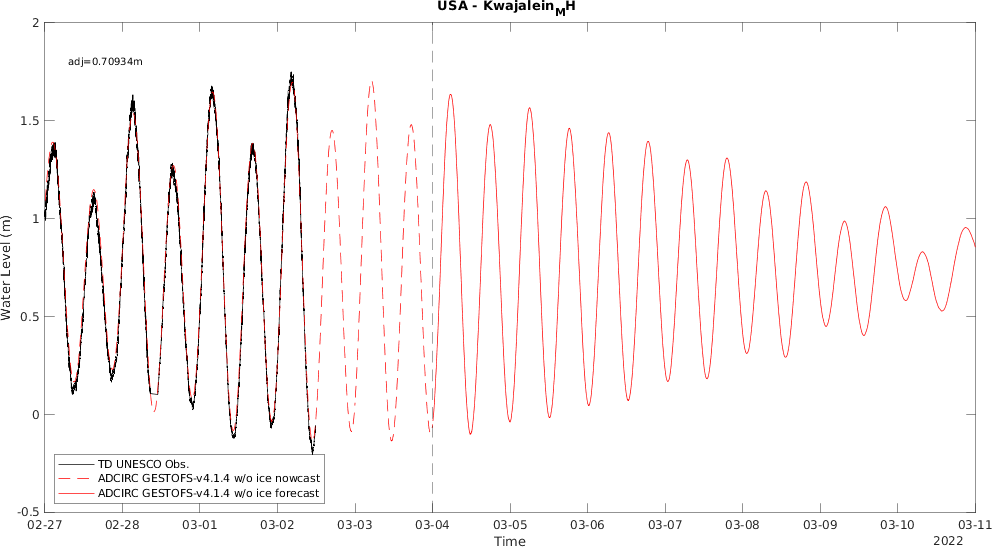 USA - Kwajalein_MH
adj=0.70934m
2
1.5
1
0.5
0
-0.5
Water Level (m)
TD UNESCO Obs.
ADCIRC GESTOFS-v4.1.4 w/o ice nowcast
ADCIRC GESTOFS-v4.1.4 w/o ice forecast
02-27 02-28 03-01 03-02 03-03 03-04 03-05 03-06 03-07 03-08 03-09 03-10 03-11
Time
2022